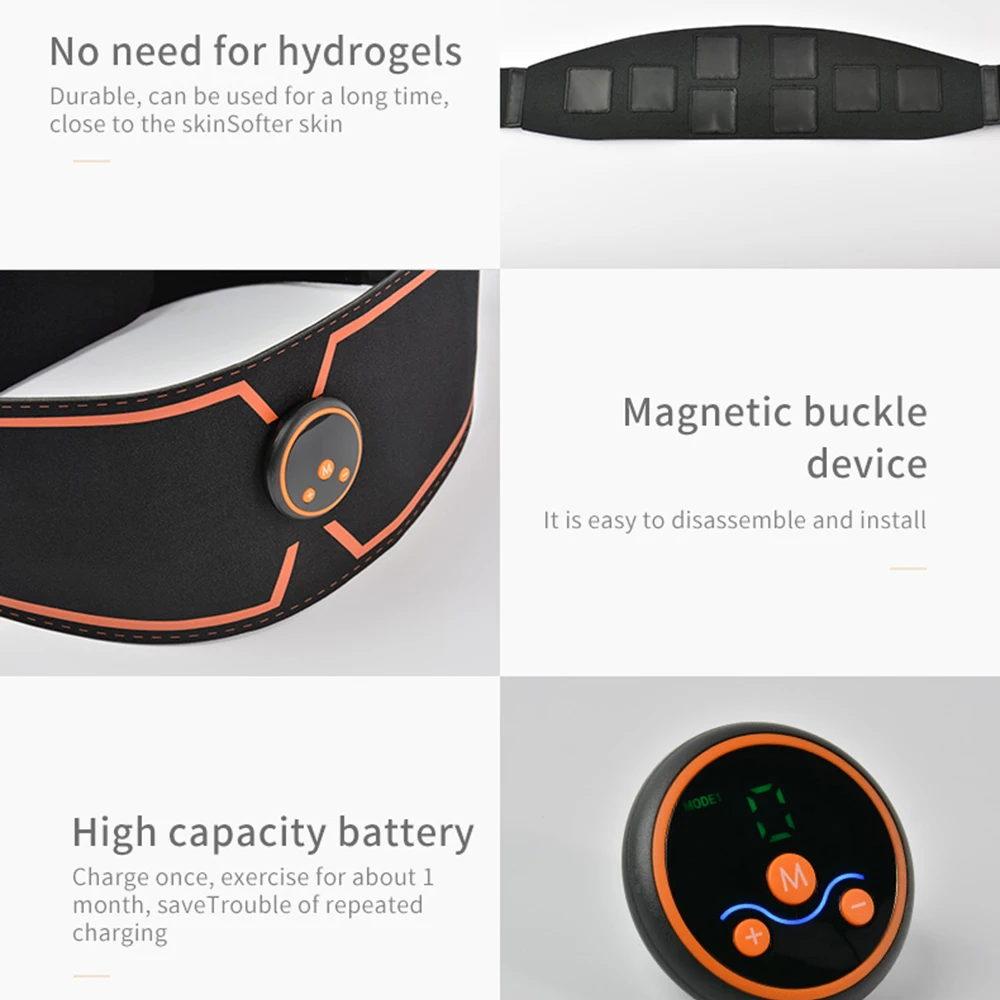 No need for hydrogels
Durable, can be used for a long time,
close to the skinSofter skin
M
+
−
Magnetic buckle
device
It is easy to disassemble and install
High capacity battery
Charge once, exercise for about 1
month, saveTrouble of repeated
charging
MODE1
0
M
+
−